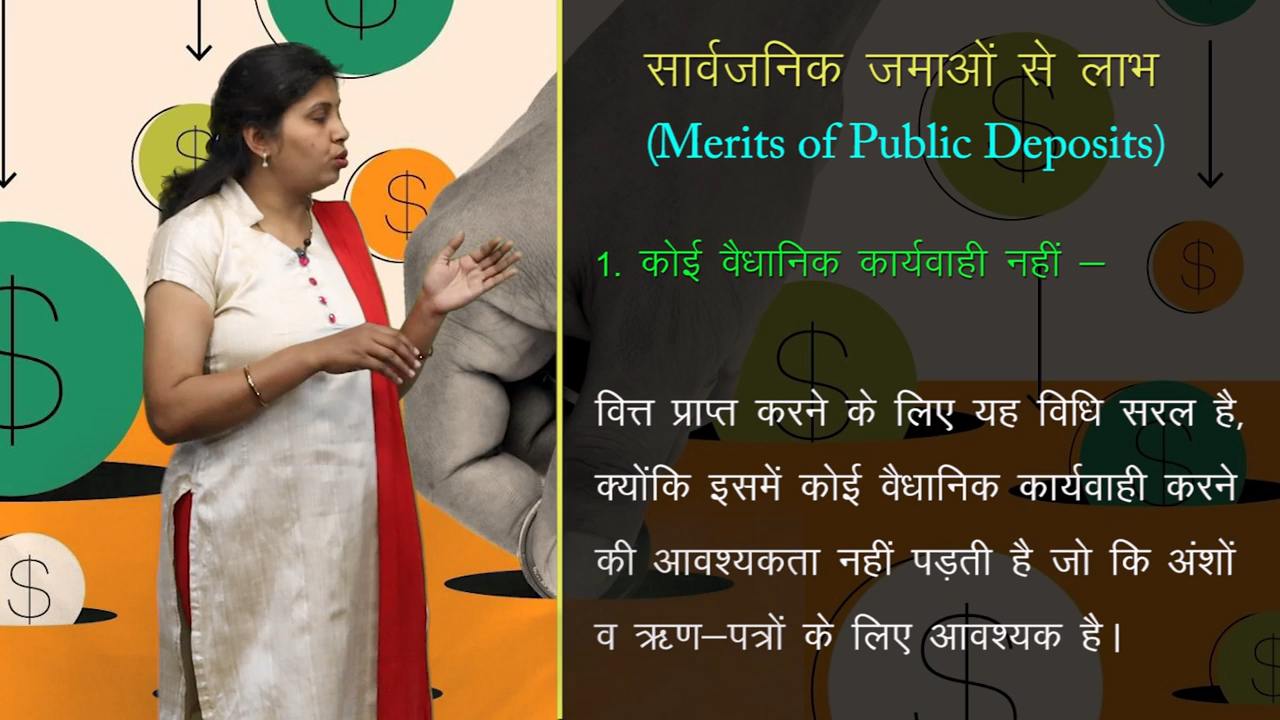 सार्वजनिक जमाओं से लाभ
(Merits of Public Deposits)
1. कोई वैधानिक कार्यवाही नहीं –
वित्त प्राप्त करने के लिए यह विधि सरल है,
क्योंकि इसमें कोई वैधानिक कार्यवाही करने
की आवश्यकता नहीं पड़ती है जो कि अंशों
व ऋण–पत्रों के लिए आवश्यक है।